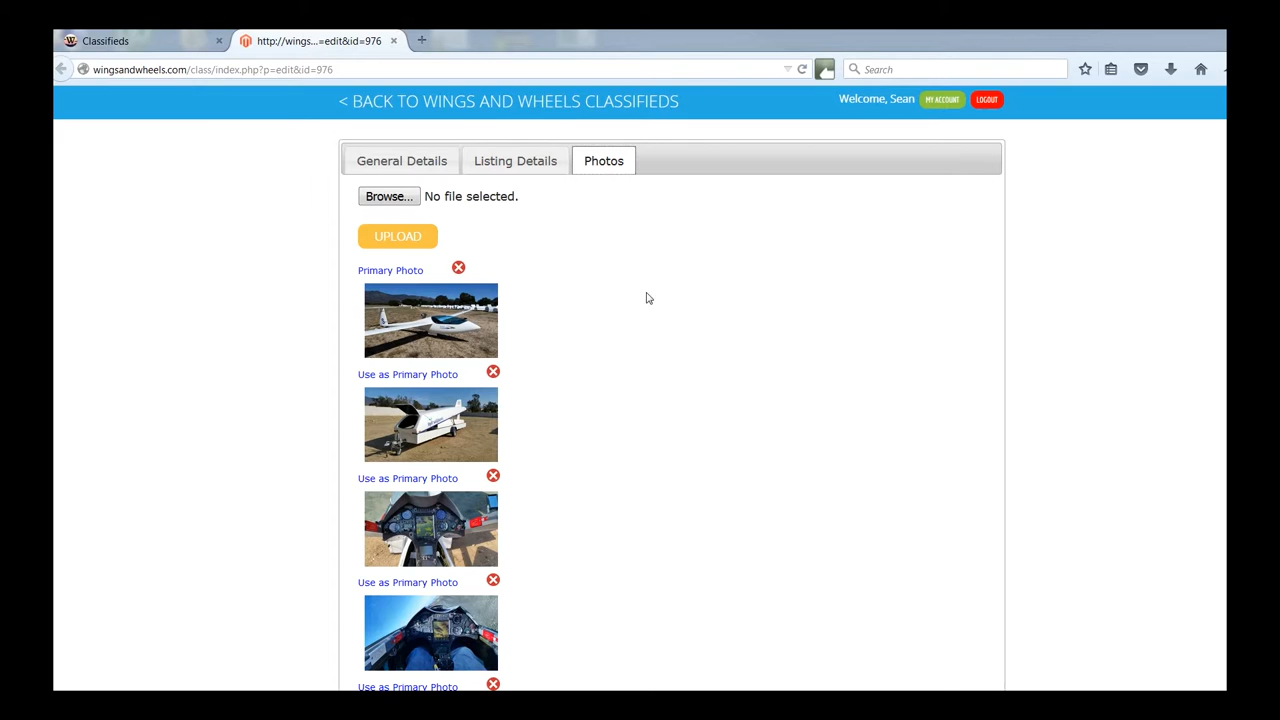 Classifieds
http://wings...=edit&id=976
wingsandwheels.com/class/index.php?p=edit&id=976
Search
< BACK TO WINGS AND WHEELS CLASSIFIEDS
Welcome, Sean
MY ACCOUNT
LOGOUT
General Details
Listing Details
Photos
Browse...
No file selected.
UPLOAD
Primary Photo
Use as Primary Photo
Use as Primary Photo
Use as Primary Photo
Use as Primary Photo